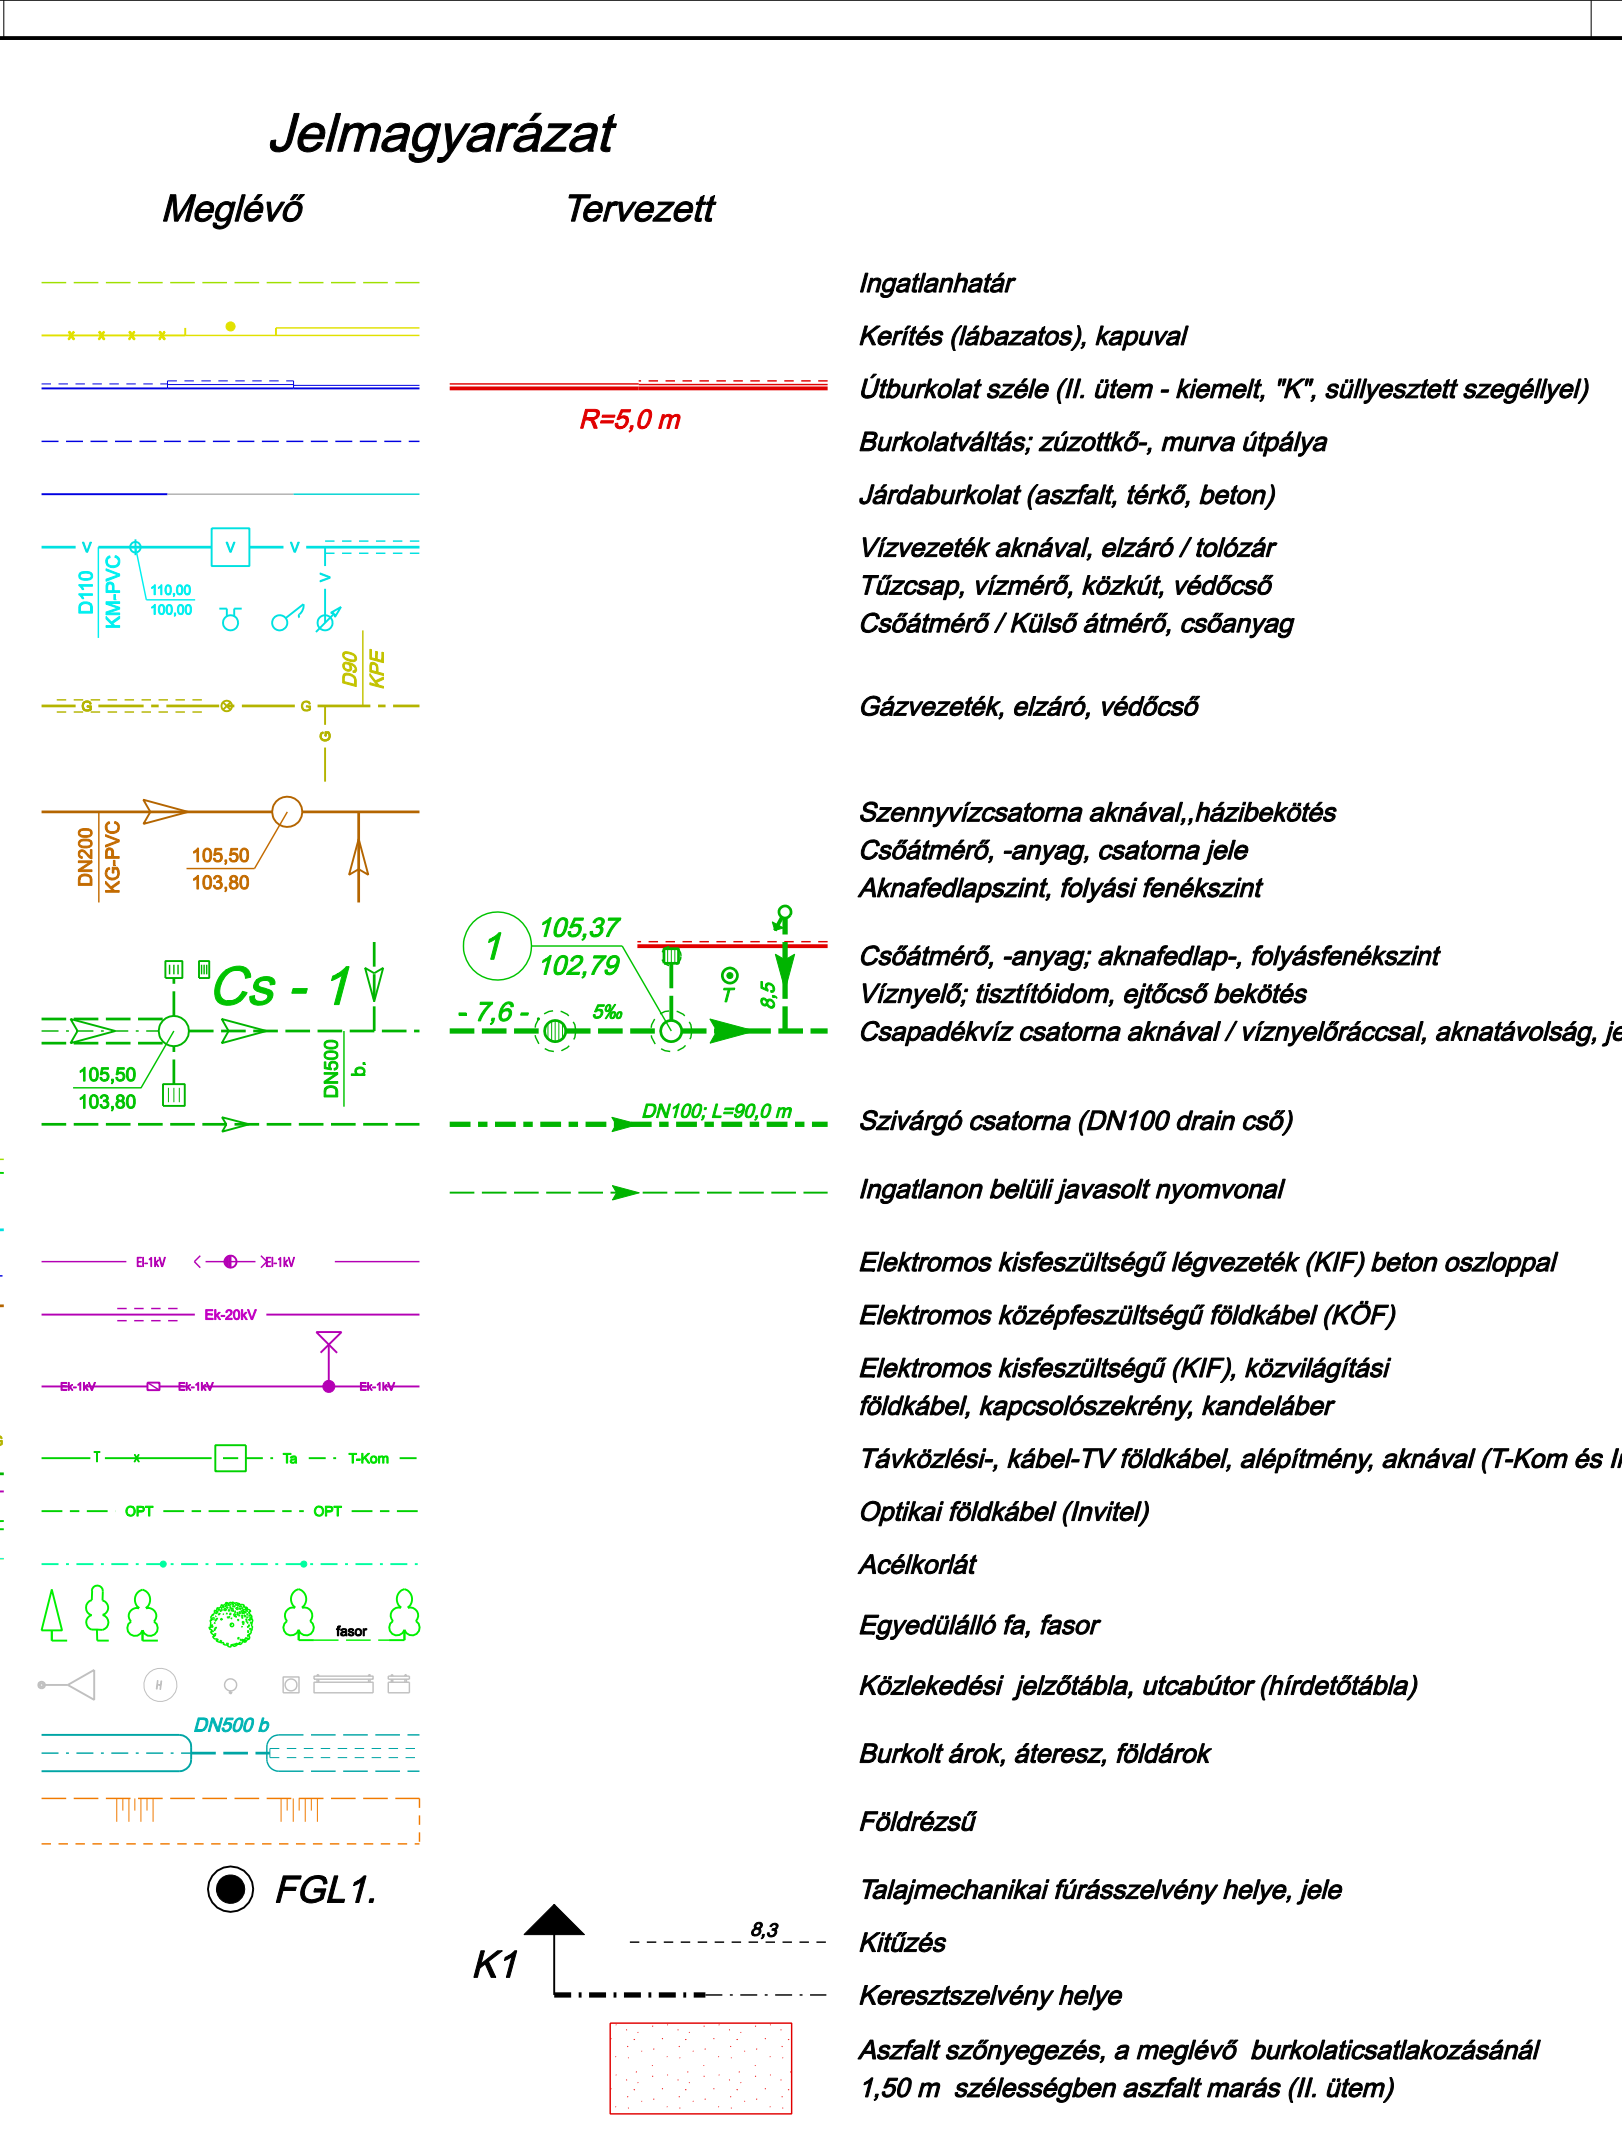 Jelmagyarázat
Meglévő Tervezett
Ingatlanhatár
Kerítés (lábazatos), kapuval
Útburkolat széle (II. ütem - kiemelt, "K", süllyesztett szegéllyel)
R=5,0 m
Burkolatváltás; zúzottkő-, murva útpálya
Járdaburkolat (aszfalt, térkő, beton)
V V V Vízvezeték aknával, elzáró / tolózár
D110
KM-PVC
110,00
100,00
V
Tűzcsap, vízmérő, közkút, védőcső
Csőátmérő / Külső átmérő, csőanyag
D90
KPE
G G Gázvezeték, elzáró, védőcső
G
Szennyvízcsatorna aknával,,házibekötés
DN200
KG-PVC
105,50
103,80
Csőátmérő, -anyag, csatorna jele
Aknafedlapszint, folyási fenékszint
1 105,37
102,79
Csőátmérő, -anyag; aknafedlap-, folyásfenékszint
Cs - 1
T
8,5
Víznyelő; tisztítóidom, ejtőcső bekötés
- 7,6 - 5‰
Csapadékvíz csatorna aknával / víznyelőráccsal, aknatávolság, je
DN500
b.
105,50
103,80
DN100; L=90,0 m
Szivárgó csatorna (DN100 drain cső)
Ingatlanon belüli javasolt nyomvonal
El-1kV El-1kV Elektromos kisfeszültségű légvezeték (KIF) beton oszloppal
Ek-20kV Elektromos középfeszültségű földkábel (KÖF)
Elektromos kisfeszültségű (KIF), közvilágítási
Ek-1kV Ek-1kV Ek-1kV
földkábel, kapcsolószekrény, kandeláber
G
T Ta T-Kom Távközlési-, kábel-TV földkábel, alépítmény, aknával (T-Kom és I
OPT OPT Optikai földkábel (Invitel)
Acélkorlát
fasor Egyedülálló fa, fasor
H Közlekedési jelzőtábla, utcabútor (hírdetőtábla)
DN500 b
Burkolt árok, áteresz, földárok
Földrézsű
FGL1. Talajmechanikai fúrásszelvény helye, jele
8,3 Kitűzés
K1
Keresztszelvény helye
Aszfalt szőnyegezés, a meglévő burkolaticsatlakozásánál
1,50 m szélességben aszfalt marás (II. ütem)